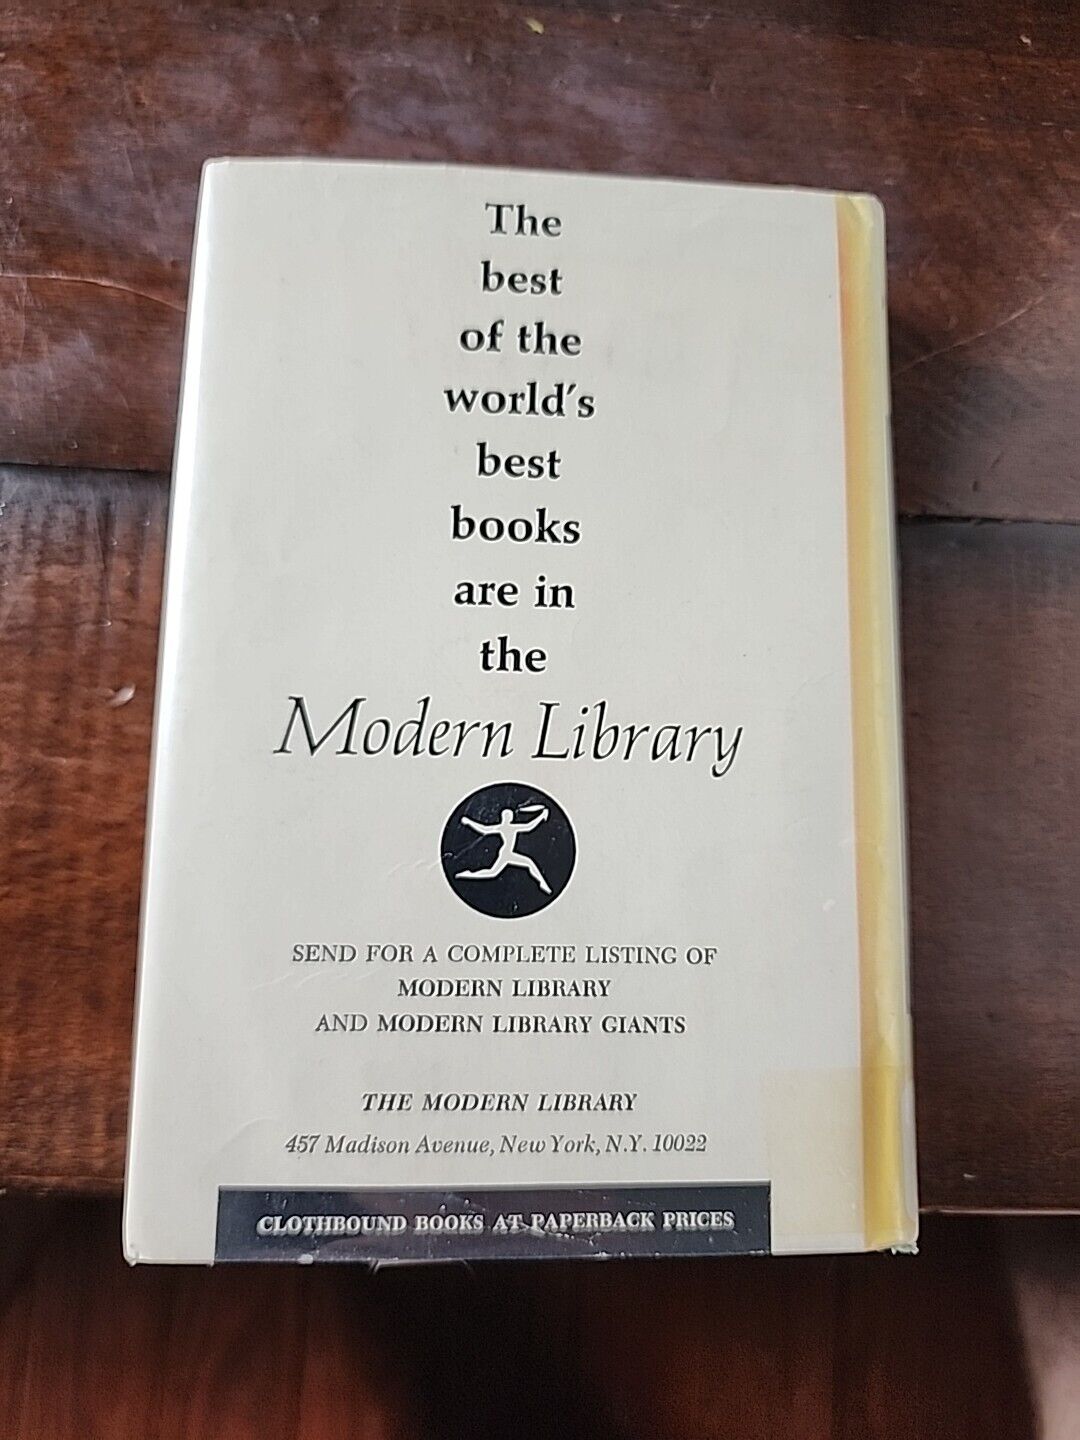 The
best
of the
world's
best
books
are in
the
Modern Library
SEND FOR A COMPLETE LISTING OF
MODERN LIBRARY
AND MODERN LIBRARY GIANTS
THE MODERN LIBRARY
457 Madison Avenue, New York, N.Y. 10022
CLOTHBOUND BOOKS AT PAPERBACK PRICES